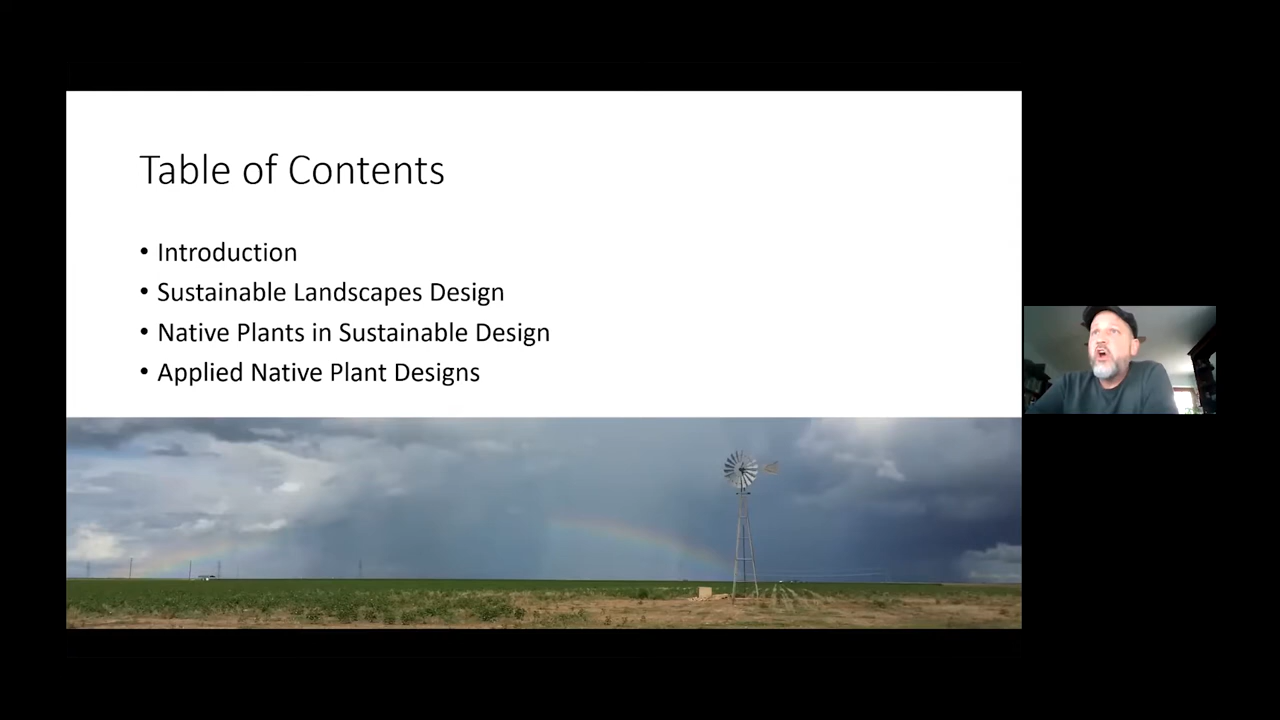 Table of Contents
• Introduction
• Sustainable Landscapes Design
• Native Plants in Sustainable Design
• Applied Native Plant Designs